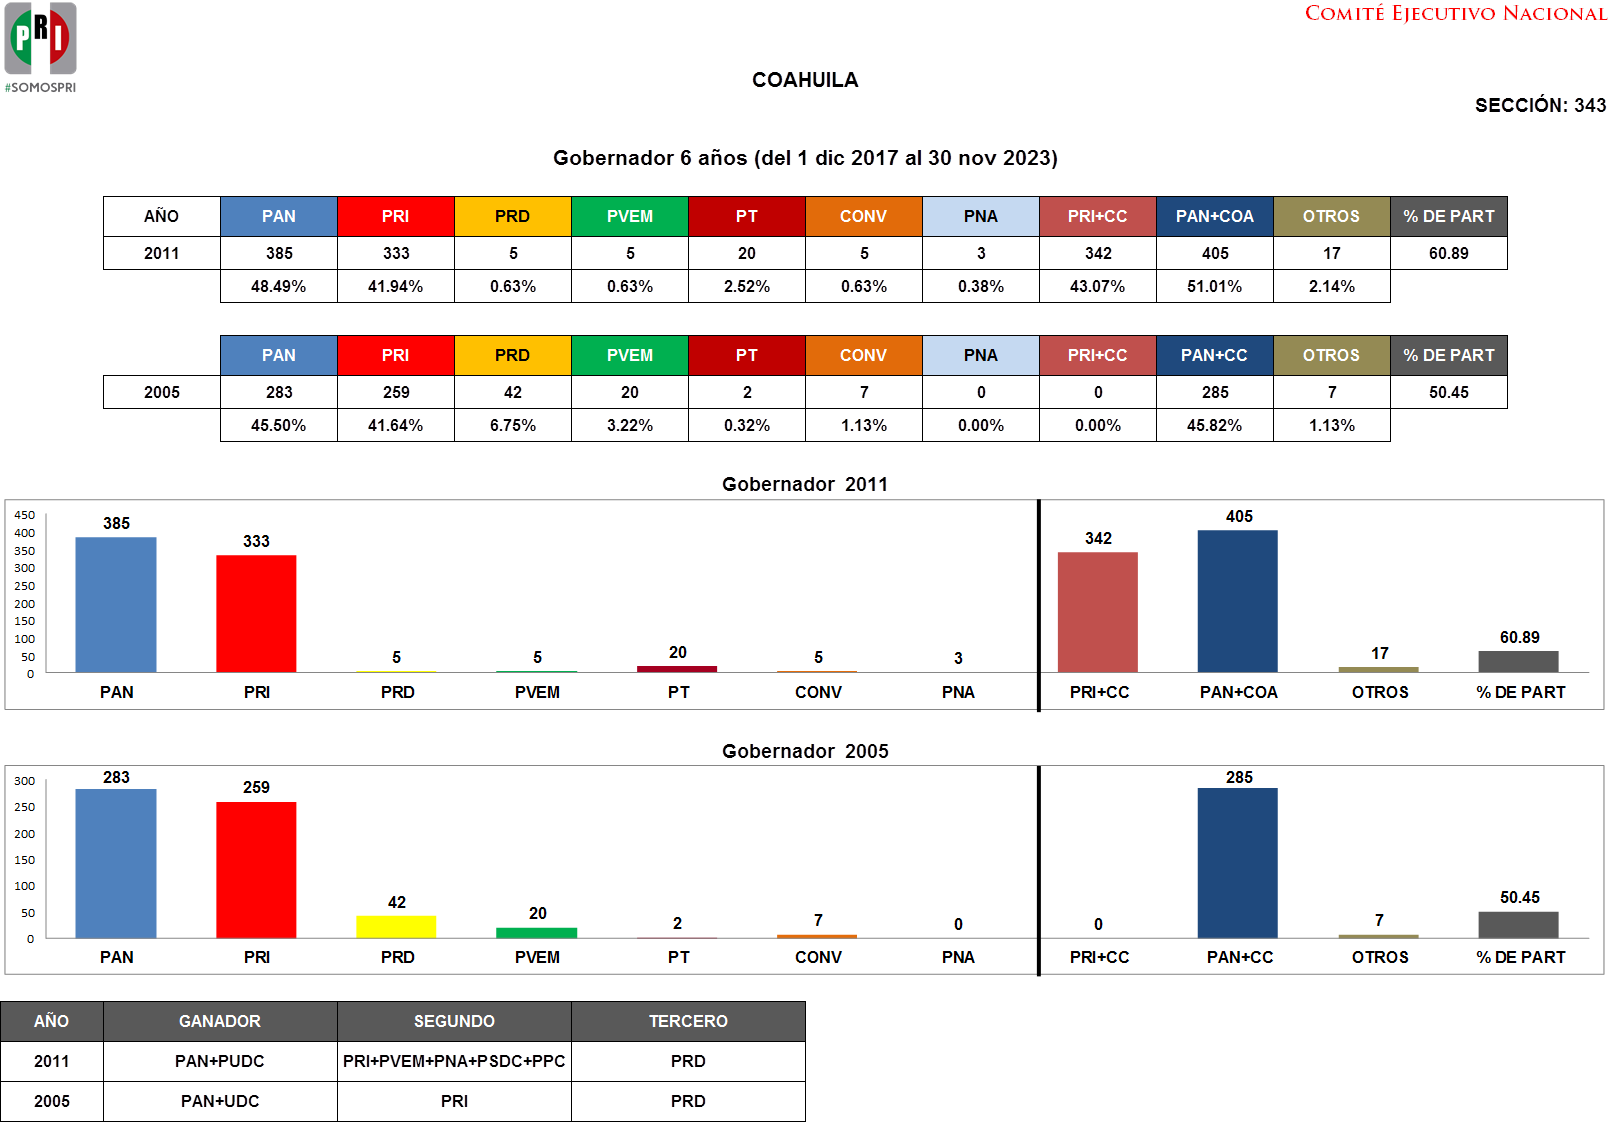 PRI
#SOMOSPRI
COMITÉ EJECUTIVO NACIONAL
COAHUILA
SECCIÓN: 343
Gobernador 6 años (del 1 dic 2017 al 30 nov 2023)
AÑO PAN PRI PRD PVEM PT CONV PNA PRI+CC PAN+COA OTROS % DE PART
2011 385 333 5 5 20 5 3 342 405 17 60.89
48.49% 41.94% 0.63% 0.63% 2.52% 0.63% 0.38% 43.07% 51.01% 2.14%
PAN PRI PRD PVEM PT CONV PNA PRI+CC PAN+CC OTROS % DE PART
2005 283 259 42 20 2 7 0 0 285 7 50.45
45.50% 41.64% 6.75% 3.22% 0.32% 1.13% 0.00% 0.00% 45.82% 1.13%
Gobernador 2011
450
400
350
300
250
200
150
100
50
0
385 333 5 5 20 5 3 342 405 17 60.89
PAN PRI PRD PVEM PT CONV PNA PRI+CC PAN+COA OTROS % DE PART
Gobernador 2005
300
250
200
150
100
50
0
283 259 42 20 2 7 0 0 285 7 50.45
PAN PRI PRD PVEM PT CONV PNA PRI+CC PAN+CC OTROS % DE PART
AÑO GANADOR SEGUNDO TERCERO
2011 PAN+PUDC PRI+PVEM+PNA+PSDC+PPC PRD
2005 PAN+UDC PRI PRD